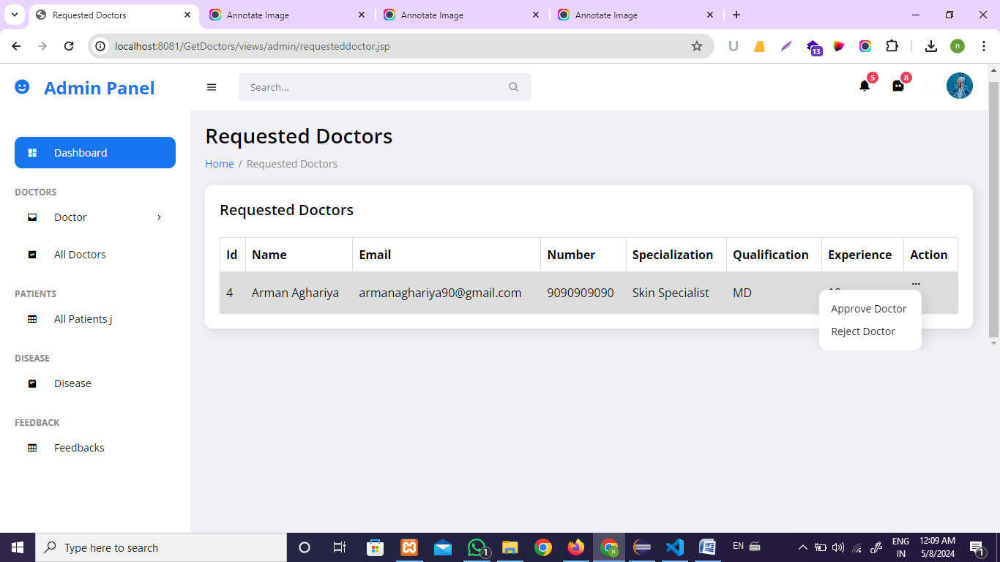 Requested Doctors
Annotate Image
Annotate Image
Annotate Image
localhost:8081/GetDoctors/views/admin/requesteddoctor.jsp
U
13
n
Admin Panel
Search...
5
8
Dashboard
DOCTORS
Doctor
All Doctors
PATIENTS
All Patients j
DISEASE
Disease
FEEDBACK
Feedbacks
Requested Doctors
Home / Requested Doctors
Requested Doctors
Id Name Email Number Specialization Qualification Experience Action
4 Arman Aghariya armanaghariya90@gmail.com 9090909090 Skin Specialist MD
Approve Doctor
Reject Doctor
Type here to search
1
n
EN
ENG
IN
12:09 AM
5/8/2024
1